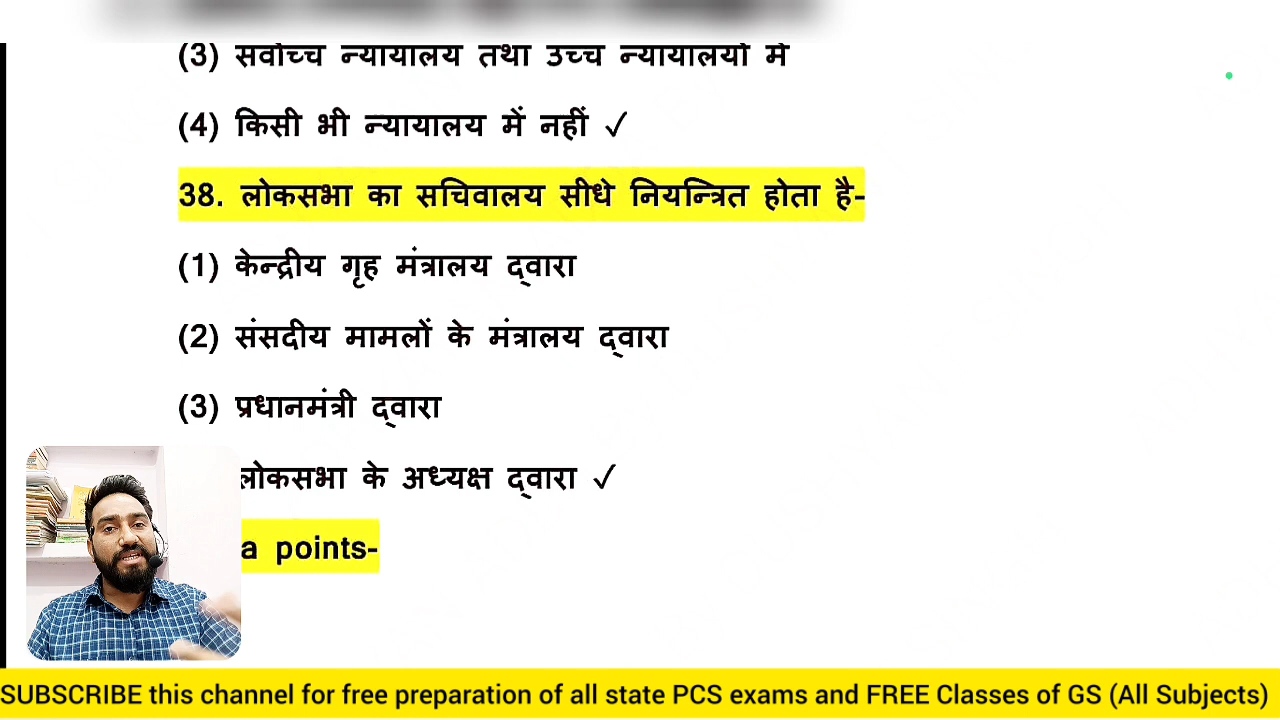 (3) सर्वोच्च न्यायालय तथा उच्च न्यायालयों में
(4) किसी भी न्यायालय में नहीं ✓
38. लोकसभा का सचिवालय सीधे नियन्त्रित होता है-
(1) केन्द्रीय गृह मंत्रालय द्वारा
(2) संसदीय मामलों के मंत्रालय द्वारा
(3) प्रधानमंत्री द्वारा
लोकसभा के अध्यक्ष द्वारा ✓
a points-
SUBSCRIBE this channel for free preparation of all state PCS exams and FREE Classes of GS (All Subjects)